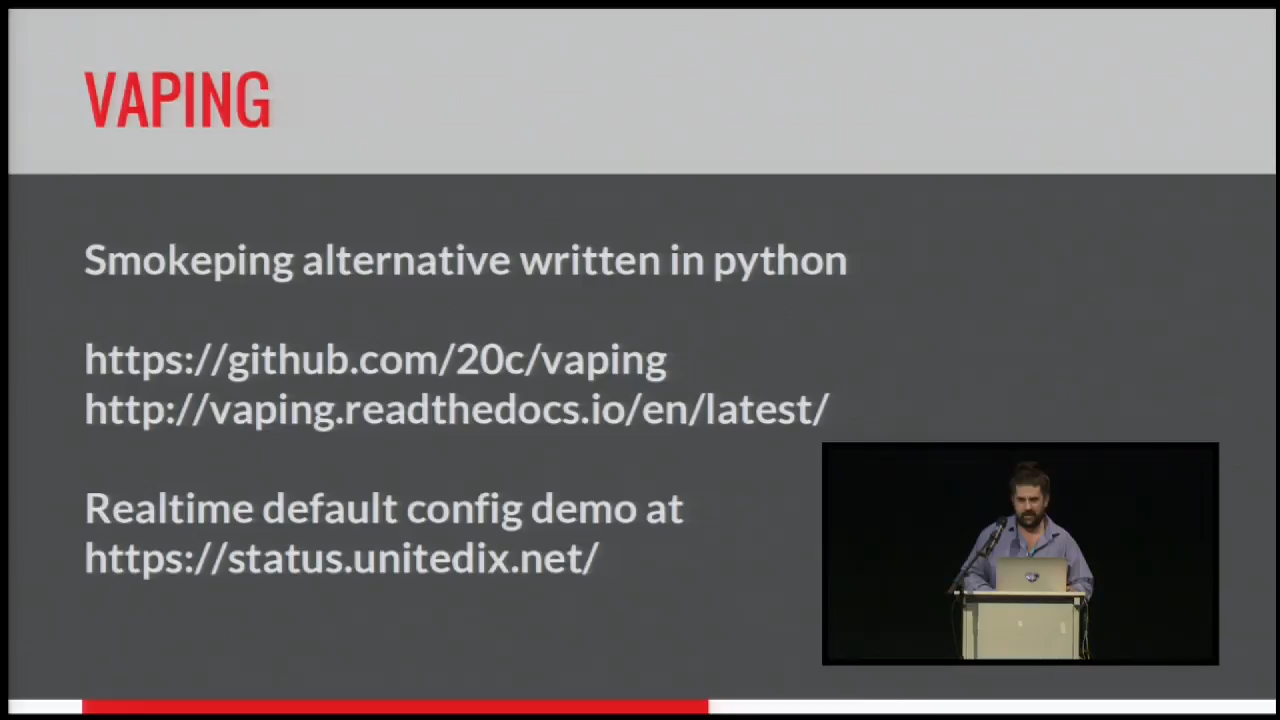 VAPING
Smokeping alternative written in python
https://github.com/20c/vaping
http://vaping.readthedocs.io/en/latest/
Realtime default config demo at
https://status.unitedix.net/